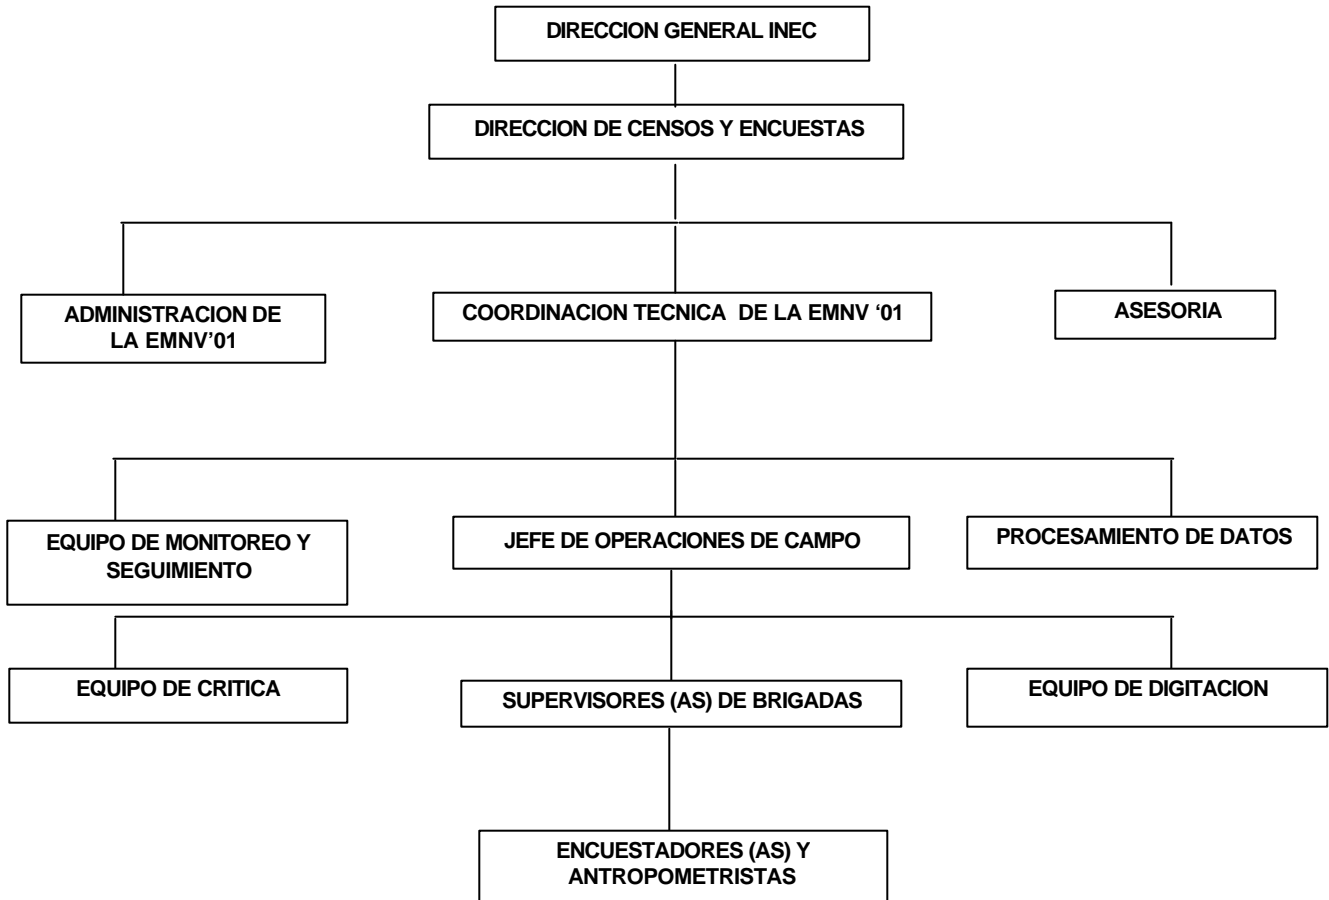 DIRECCION GENERAL INEC
DIRECCION DE CENSOS Y ENCUESTAS
ADMINISTRACION DE
LA EMNV'01
COORDINACION TECNICA DE LA EMNV ‘01
ASESORIA
EQUIPO DE MONITOREO Y
SEGUIMIENTO
JEFE DE OPERACIONES DE CAMPO
PROCESAMIENTO DE DATOS
EQUIPO DE CRITICA
SUPERVISORES (AS) DE BRIGADAS
EQUIPO DE DIGITACION
ENCUESTADORES (AS) Y
ANTROPOMETRISTAS